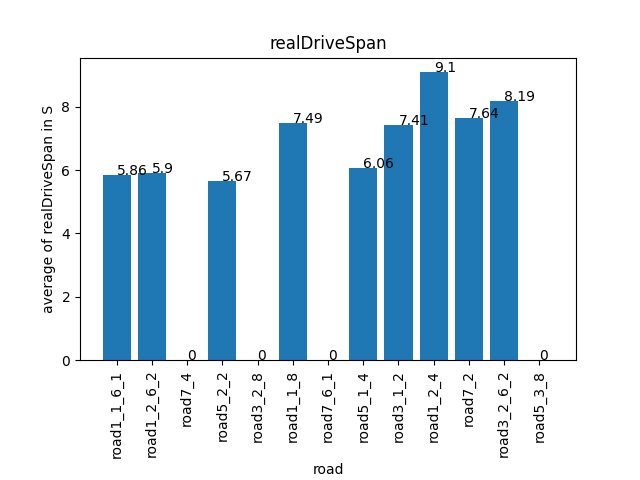 realDriveSpan
average of realDriveSpan in S
8
6
4
2
0
5.86
5.9
0
5.67
0
7.49
0
6.06
7.41
9.1
7.64
8.19
0
road1_1_6_1
road1_2_6_2
road7_4
road5_2_2
road3_2_8
road1_1_8
road7_6_1
road5_1_4
road3_1_2
road1_2_4
road7_2
road3_2_6_2
road5_3_8
road